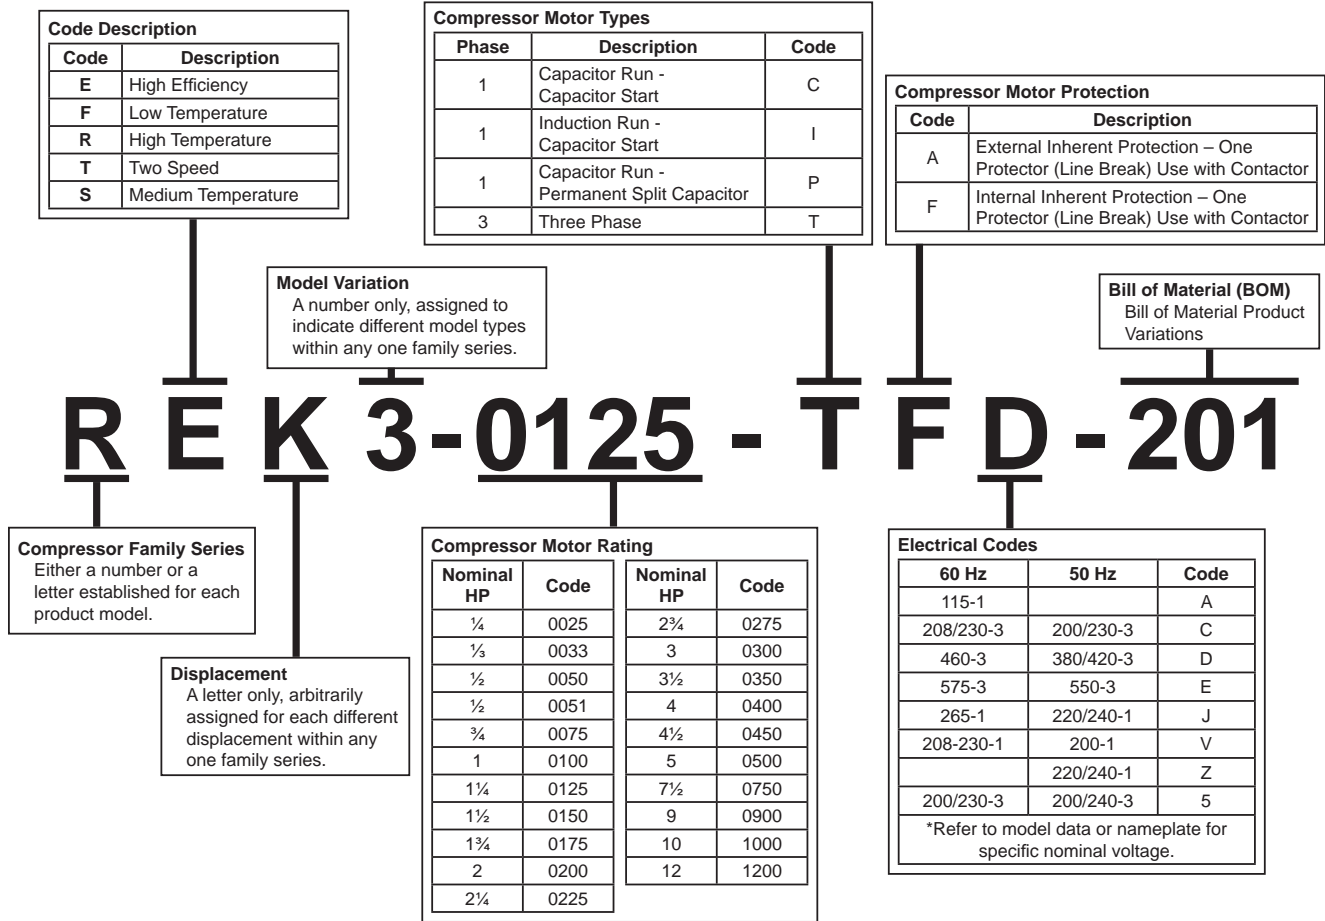 Code Description
Code Description
E High Efficiency
F Low Temperature
R High Temperature
T Two Speed
S Medium Temperature
Compressor Motor Types
Phase Description Code
1 Capacitor Run -
Capacitor Start C
1 Induction Run -
Capacitor Start I
1 Capacitor Run -
Permanent Split Capacitor P
3 Three Phase T
Compressor Motor Protection
Code Description
A External Inherent Protection – One
Protector (Line Break) Use with Contactor
F Internal Inherent Protection – One
Protector (Line Break) Use with Contactor
Model Variation
A number only, assigned to
indicate different model types
within any one family series.
Bill of Material (BOM)
Bill of Material Product
Variations
R E K 3-0125 - T F D - 201
Compressor Family Series
Either a number or a
letter established for each
product model.
Displacement
A letter only, arbitrarily
assigned for each different
displacement within any
one family series.
Compressor Motor Rating
Nominal
HP Code
¼ 0025
⅓ 0033
½ 0050
½ 0051
¾ 0075
1 0100
1¼ 0125
1½ 0150
1¾ 0175
2 0200
2¼ 0225
Nominal
HP Code
2¾ 0275
3 0300
3½ 0350
4 0400
4½ 0450
5 0500
7½ 0750
9 0900
10 1000
12 1200
Electrical Codes
60 Hz 50 Hz Code
115-1 A
208/230-3 200/230-3 C
460-3 380/420-3 D
575-3 550-3 E
265-1 220/240-1 J
208-230-1 200-1 V
220/240-1 Z
200/230-3 200/240-3 5
*Refer to model data or nameplate for
specific nominal voltage.